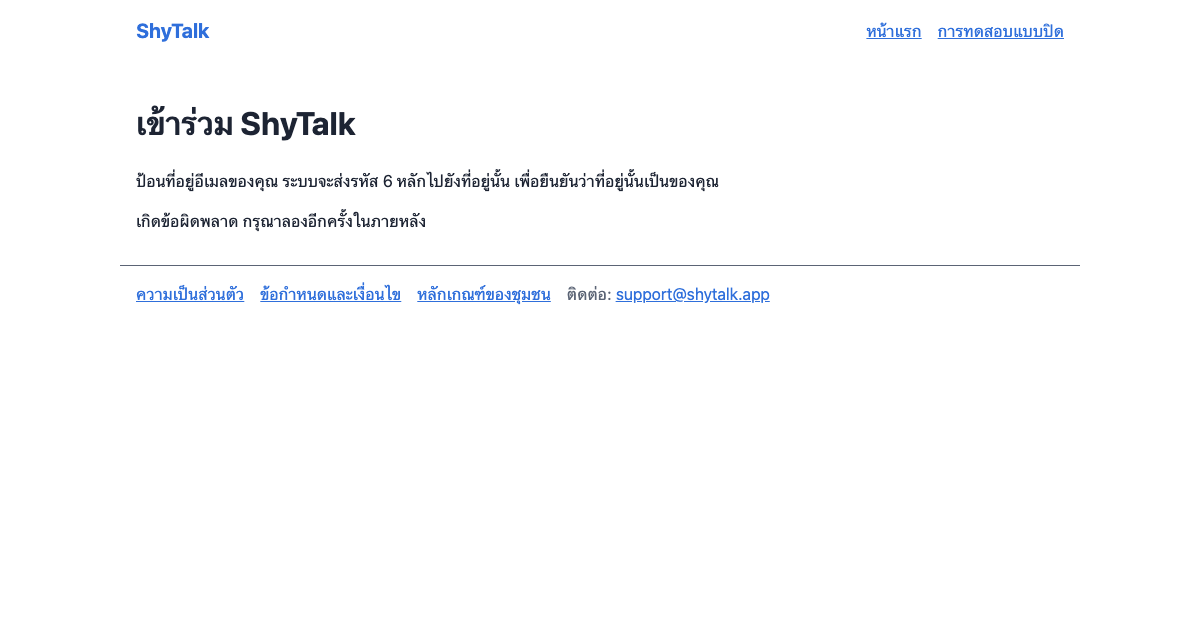 ShyTalk หน้าแรก การทดสอบแบบปิด
เข้าร่วม ShyTalk
ป้อนที่อยู่อีเมลของคุณ ระบบจะส่งรหัส 6 หลักไปยังที่อยู่นั้น เพื่อยืนยันว่าที่อยู่นั้นเป็นของคุณ
เกิดข้อผิดพลาด กรุณาลองอีกครั้งในภายหลัง
ความเป็นส่วนตัว ข้อกำหนดและเงื่อนไข หลักเกณฑ์ของชุมชน ติดต่อ: support@shytalk.app